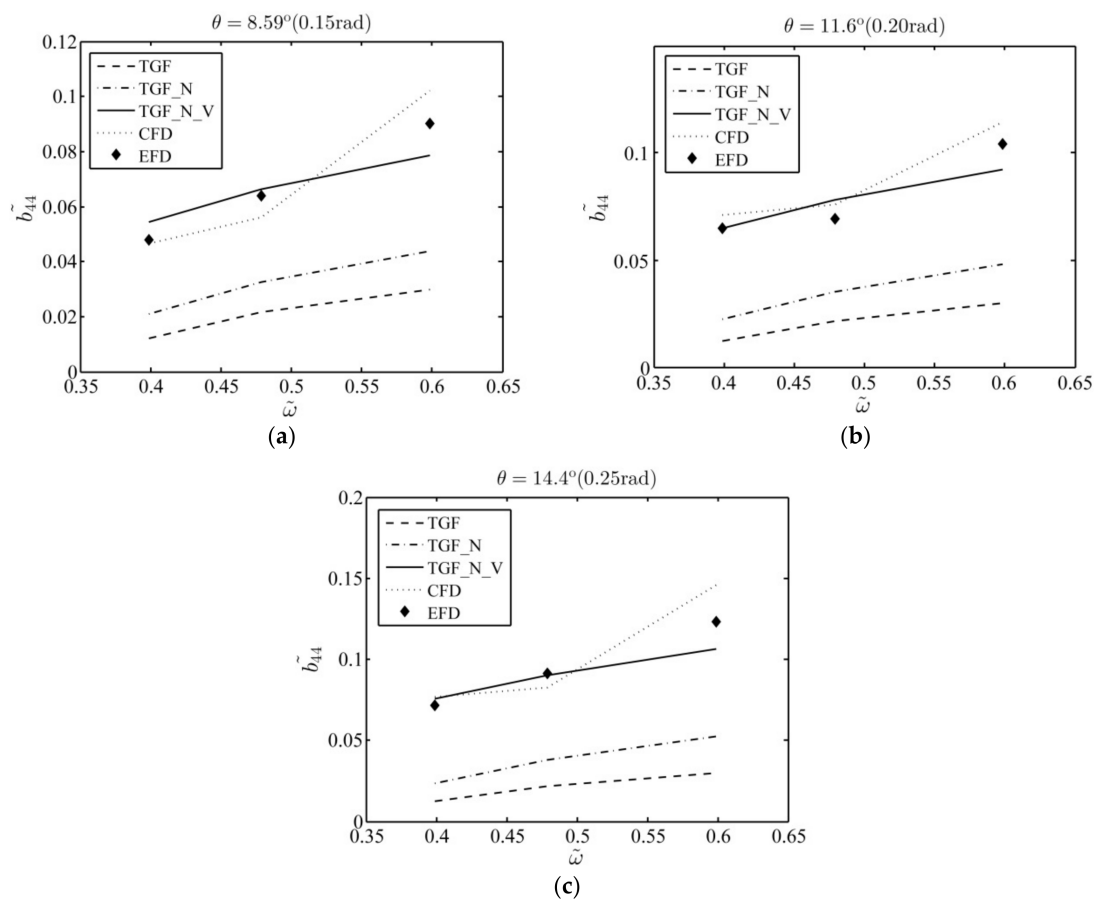 θ = 8.59°(0.15rad)
0.12
0.1
0.08
0.06
0.04
0.02
0
TGF
TGF_N
TGF_N_V
CFD
EFD
b̃44
0.35 0.4 0.45 0.5 0.55 0.6 0.65
ω̃
(a)
θ = 11.6°(0.20rad)
0.1
0.05
0
TGF
TGF_N
TGF_N_V
CFD
EFD
b̃44
0.35 0.4 0.45 0.5 0.55 0.6 0.65
ω̃
(b)
θ = 14.4°(0.25rad)
0.2
0.15
0.1
0.05
0
TGF
TGF_N
TGF_N_V
CFD
EFD
b̃44
0.35 0.4 0.45 0.5 0.55 0.6 0.65
ω̃
(c)